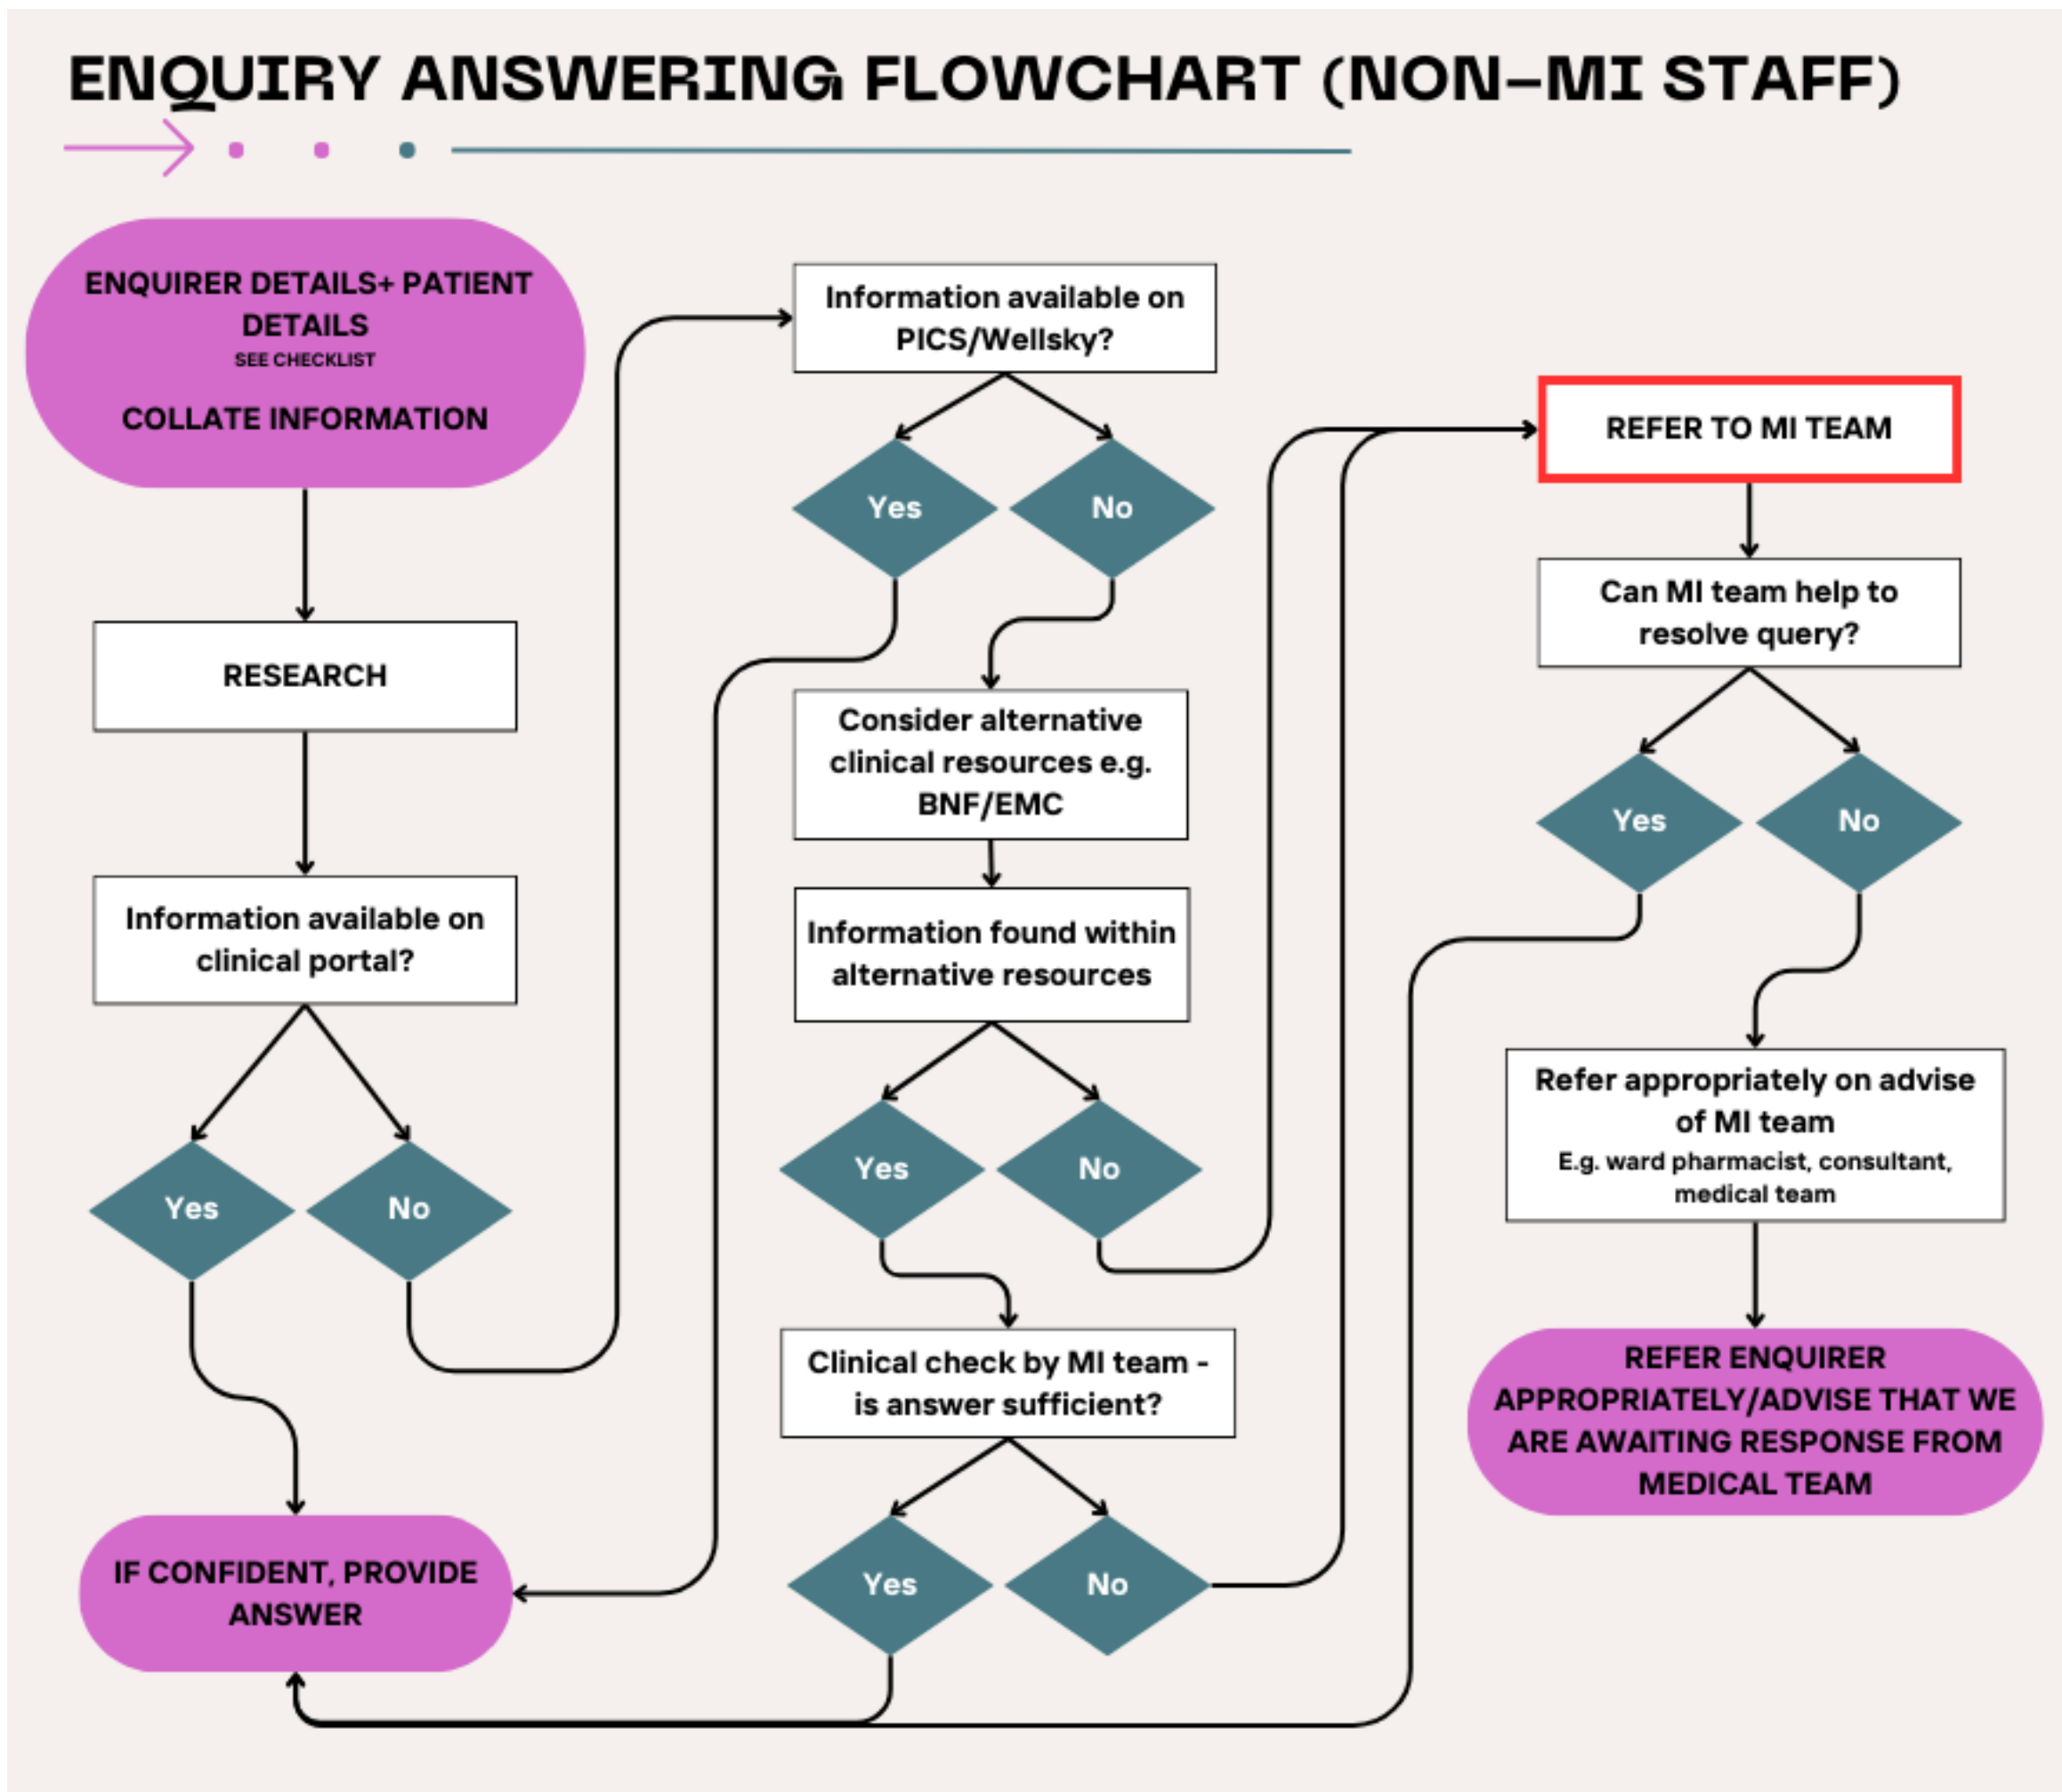 ENQUIRY ANSWERING FLOWCHART (NON–MI STAFF)
ENQUIRER DETAILS+ PATIENT
DETAILS
SEE CHECKLIST
COLLATE INFORMATION
RESEARCH
Information available on
clinical portal?
Yes
No
IF CONFIDENT, PROVIDE
ANSWER
Information available on
PICS/Wellsky?
Yes
No
Consider alternative
clinical resources e.g.
BNF/EMC
Information found within
alternative resources
Yes
No
Clinical check by MI team -
is answer sufficient?
Yes
No
REFER TO MI TEAM
Can MI team help to
resolve query?
Yes
No
Refer appropriately on advise
of MI team
E.g. ward pharmacist, consultant,
medical team
REFER ENQUIRER
APPROPRIATELY/ADVISE THAT WE
ARE AWAITING RESPONSE FROM
MEDICAL TEAM